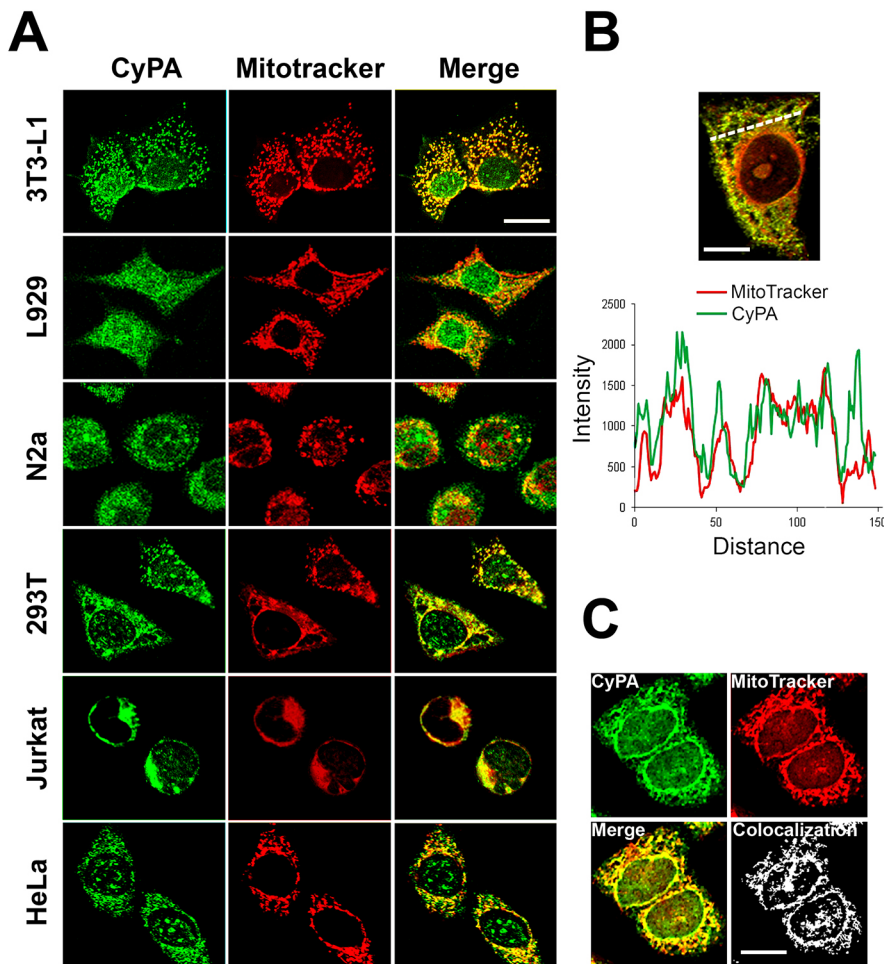 A
CyPA Mitotracker Merge
3T3-L1
L929
N2a
293T
Jurkat
HeLa
B
MitoTracker
CyPA
Intensity
2500
2000
1500
1000
500
0
0 50 100 150
Distance
C
CyPA MitoTracker
Merge Colocalization